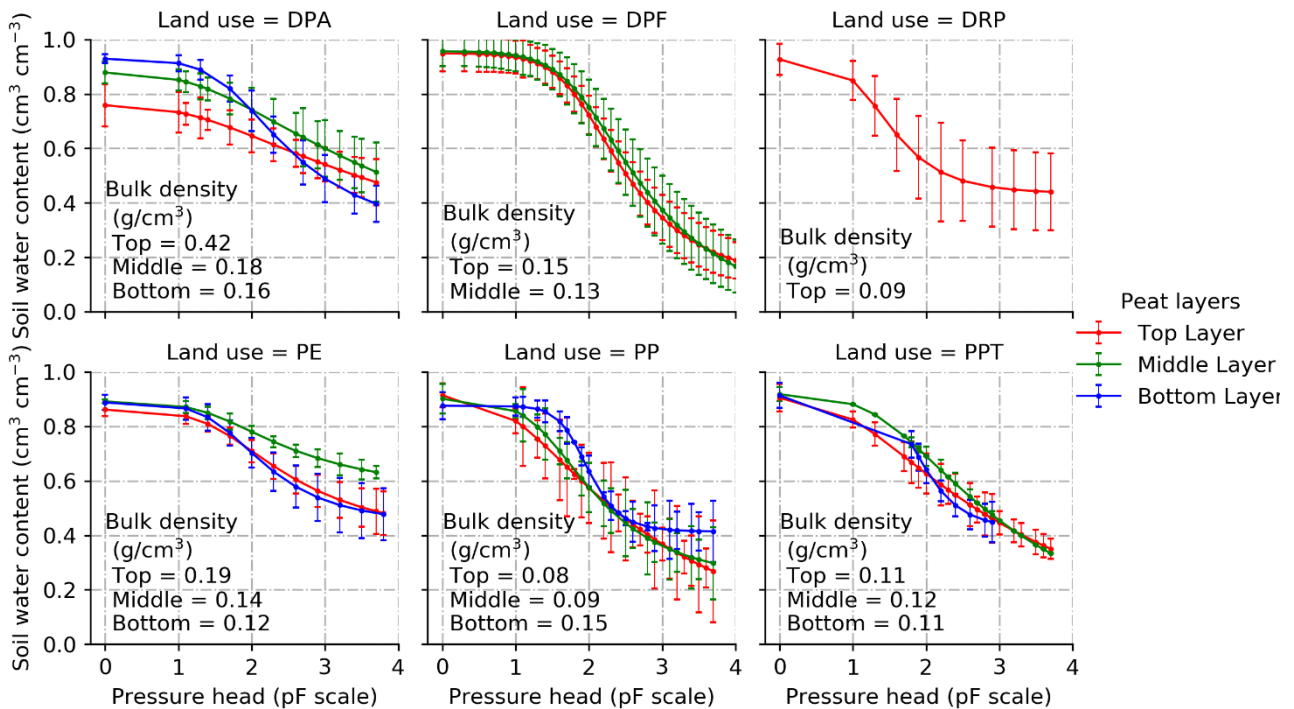 Land use = DPA
Land use = DPF
Land use = DRP
Soil water content (cm³ cm⁻³)
1.0
0.8
0.6
0.4
0.2
0.0
Bulk density
(g/cm³)
Top = 0.42
Middle = 0.18
Bottom = 0.16
Bulk density
(g/cm³)
Top = 0.15
Middle = 0.13
Bulk density
(g/cm³)
Top = 0.09
Peat layers
Top Layer
Middle Layer
Bottom Layer
Land use = PE
Land use = PP
Land use = PPT
Soil water content (cm³ cm⁻³)
1.0
0.8
0.6
0.4
0.2
0.0
Bulk density
(g/cm³)
Top = 0.19
Middle = 0.14
Bottom = 0.12
Bulk density
(g/cm³)
Top = 0.08
Middle = 0.09
Bottom = 0.15
Bulk density
(g/cm³)
Top = 0.11
Middle = 0.12
Bottom = 0.11
0 1 2 3 4
0 1 2 3 4
0 1 2 3 4
Pressure head (pF scale)
Pressure head (pF scale)
Pressure head (pF scale)